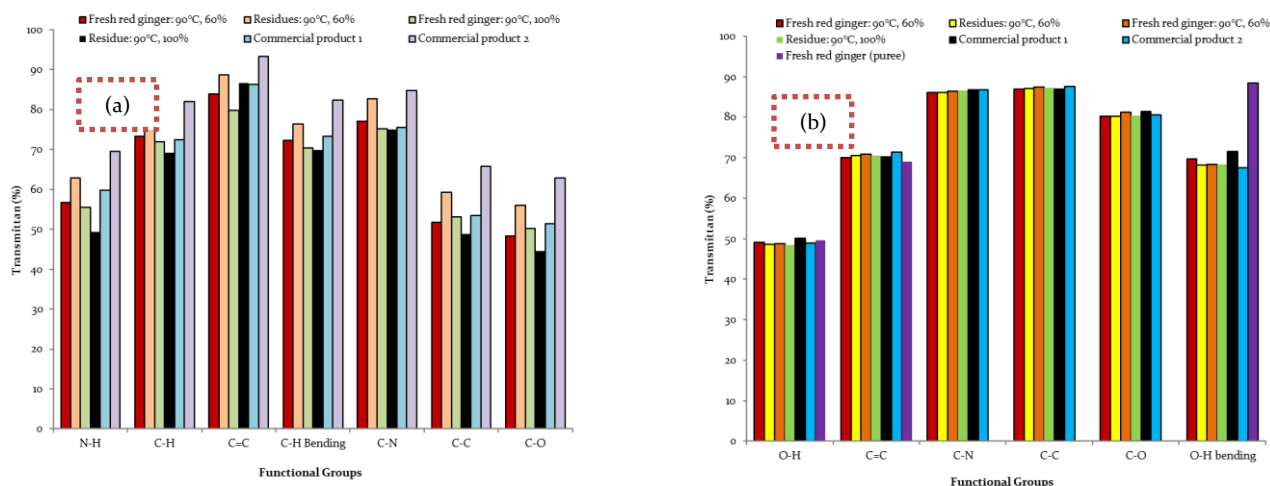 Fresh red ginger: 90°C, 60%
Residues: 90°C, 60%
Fresh red ginger: 90°C, 100%
Residue: 90°C, 100%
Commercial product 1
Commercial product 2
100
90
80
70
60
50
40
30
20
10
0
Transmittan (%)
(a)
N-H
C-H
C=C
C-H Bending
C-N
C-C
C-O
Functional Groups
Fresh red ginger: 90°C, 60%
Residues: 90°C, 60%
Fresh red ginger: 90°C, 60%
Residue: 90°C, 100%
Commercial product 1
Commercial product 2
Fresh red ginger (puree)
100
90
80
70
60
50
40
30
20
10
0
Transmittan (%)
(b)
O-H
C=C
C-N
C-C
C-O
O-H bending
Functional Groups